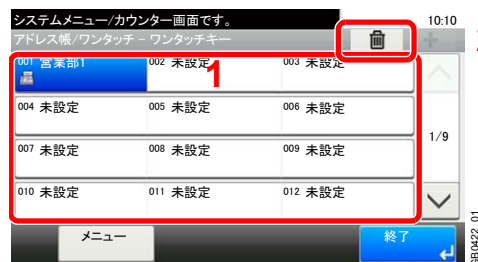 システムメニュー/カウンター画面です。 10:10
アドレス帳/ワンタッチ - ワンタッチキー
001 営業部1 002 未設定 003 未設定
1
004 未設定 005 未設定 006 未設定
1/9
007 未設定 008 未設定 009 未設定
010 未設定 011 未設定 012 未設定
メニュー 終了